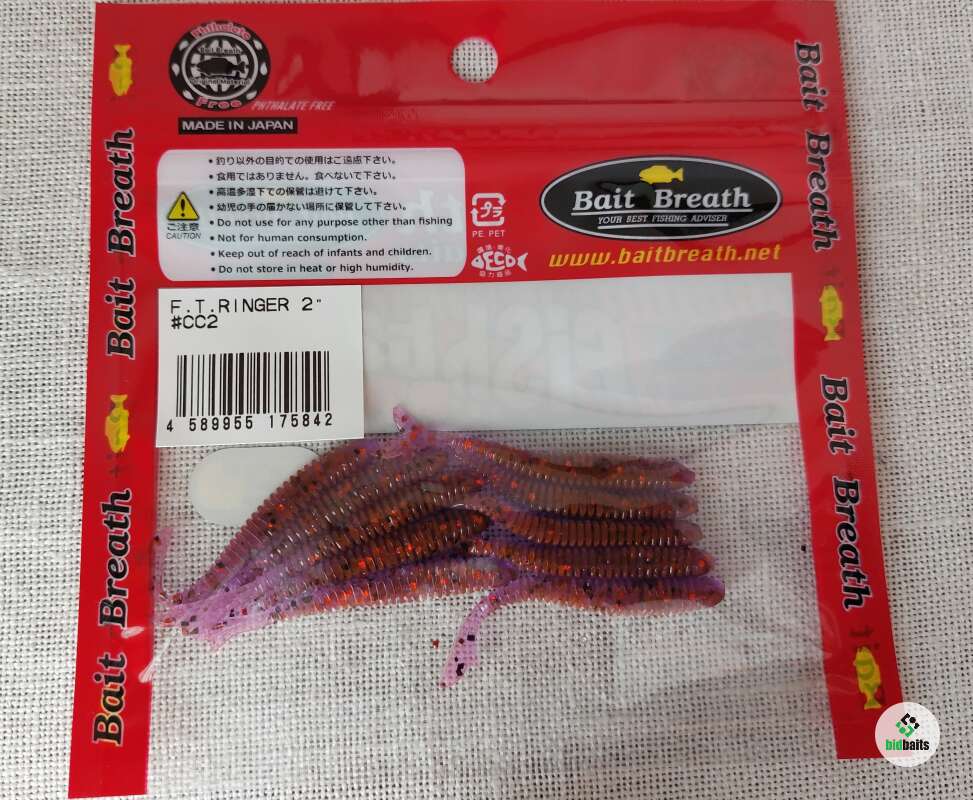 Phthalate
Bait Breath
Original Material
Free
PHTHALATE FREE
MADE IN JAPAN
ご注意
CAUTION
•釣り以外の目的での使用はご遠慮下さい。
•食用ではありません。食べないで下さい。
•高温多湿下での保管は避けて下さい。
•幼児の手の届かない場所に保管して下さい。
•Do not use for any purpose other than fishing
•Not for human consumption.
•Keep out of reach of infants and children.
•Do not store in heat or high humidity.
プラ
PE PET
ECO
Bait Breath
YOUR BEST FISHING ADVISER
www.baitbreath.net
F.T.RINGER 2"
#CC2
4 589955 175842
Bait Breath
Bait Breath
Bait Breath
Bait Breath
bidbaits